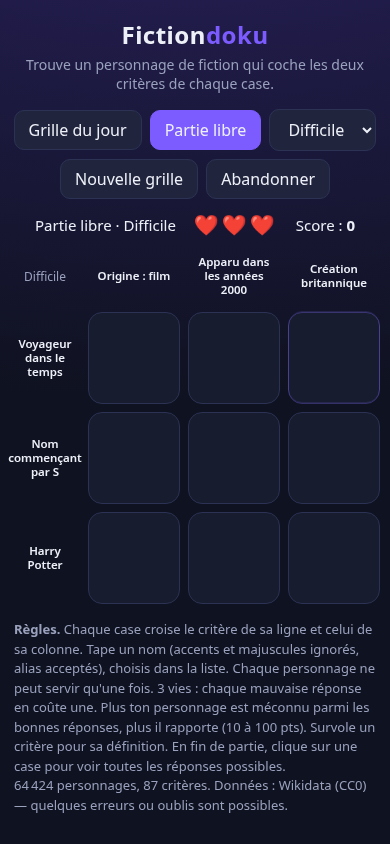 Fictiondoku
Trouve un personnage de fiction qui coche les deux
critères de chaque case.
Grille du jour
Partie libre
Difficile
Nouvelle grille
Abandonner
Partie libre · Difficile
Score : 0
Difficile
Origine : film
Apparu dans
les années
2000
Création
britannique
Voyageur
dans le
temps
Nom
commençant
par S
Harry
Potter
Règles. Chaque case croise le critère de sa ligne et celui de
sa colonne. Tape un nom (accents et majuscules ignorés,
alias acceptés), choisis dans la liste. Chaque personnage ne
peut servir qu'une fois. 3 vies : chaque mauvaise réponse
en coûte une. Plus ton personnage est méconnu parmi les
bonnes réponses, plus il rapporte (10 à 100 pts). Survole un
critère pour sa définition. En fin de partie, clique sur une
case pour voir toutes les réponses possibles.
64 424 personnages, 87 critères. Données : Wikidata (CC0)
— quelques erreurs ou oublis sont possibles.